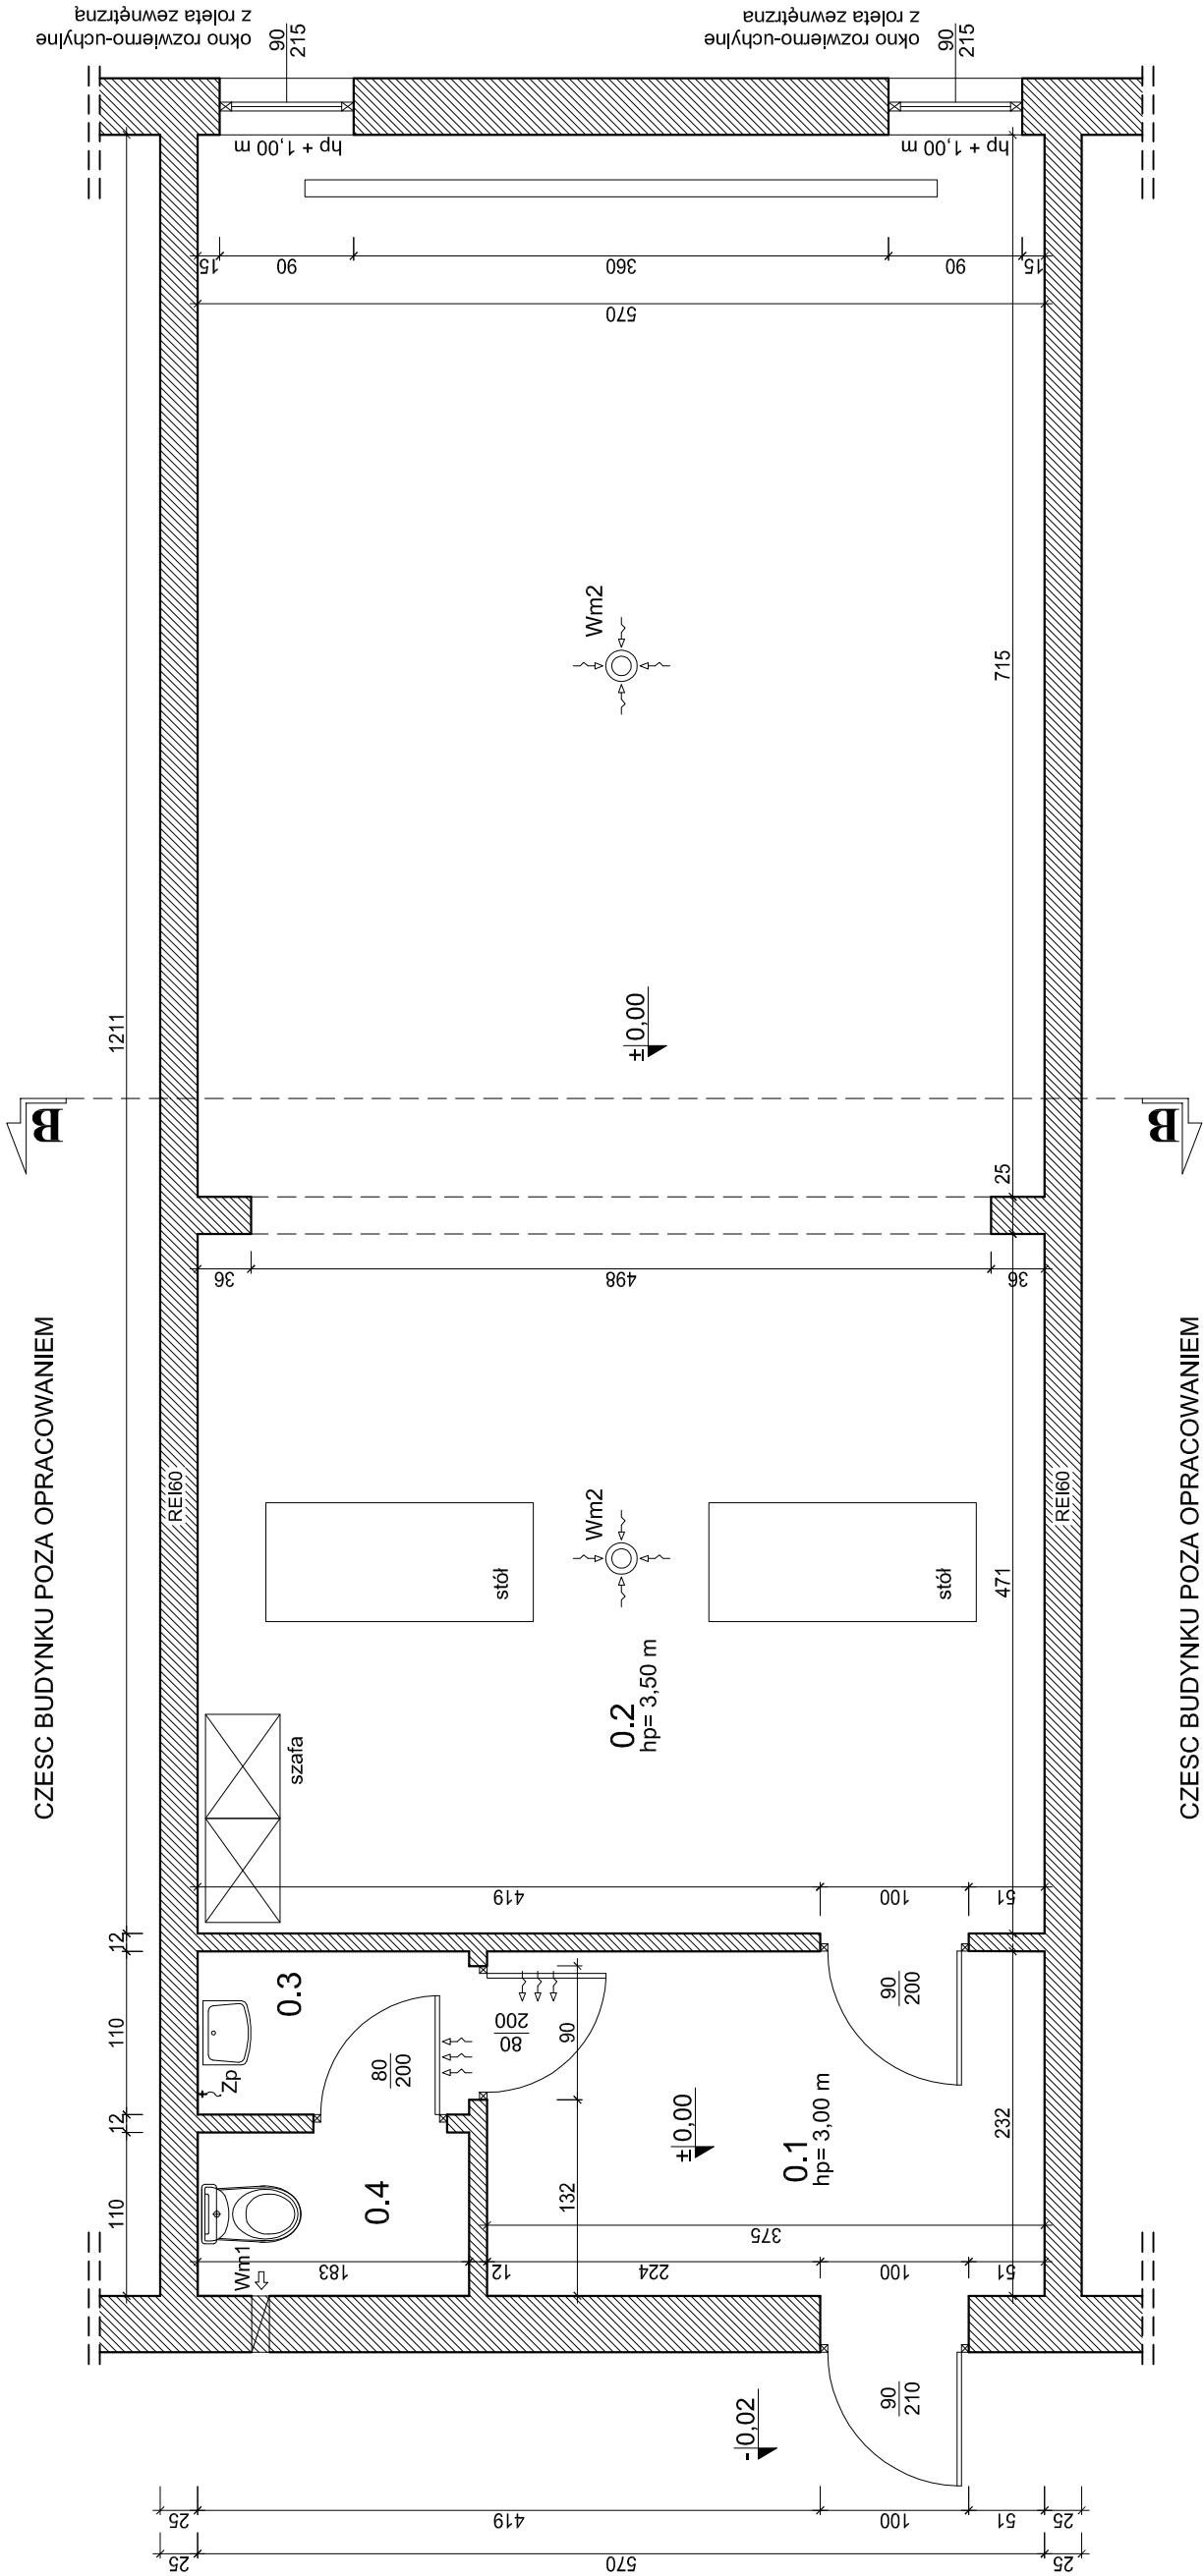 okno rozwierno-uchylne
z roleta zewnętrzną
90
215
okno rozwierno-uchylne
z roleta zewnętrzna
90
215
hp + 1,00 m
hp + 1,00 m
15
90
360
90
15
570
Wm2
715
1211
±0,00
B
B
25
36
498
36
CZESC BUDYNKU POZA OPRACOWANIEM
CZESC BUDYNKU POZA OPRACOWANIEM
REI60
REI60
stół
Wm2
stół
471
0.2
hp= 3,50 m
szafa
419
100
51
12
110
12
110
0.3
Zp
80
200
80
200
90
90
200
±0,00
0.1
hp= 3,00 m
232
132
375
0.4
Wm1
183
12
224
100
51
-0,02
90
210
25
419
100
51
25
25
570
25